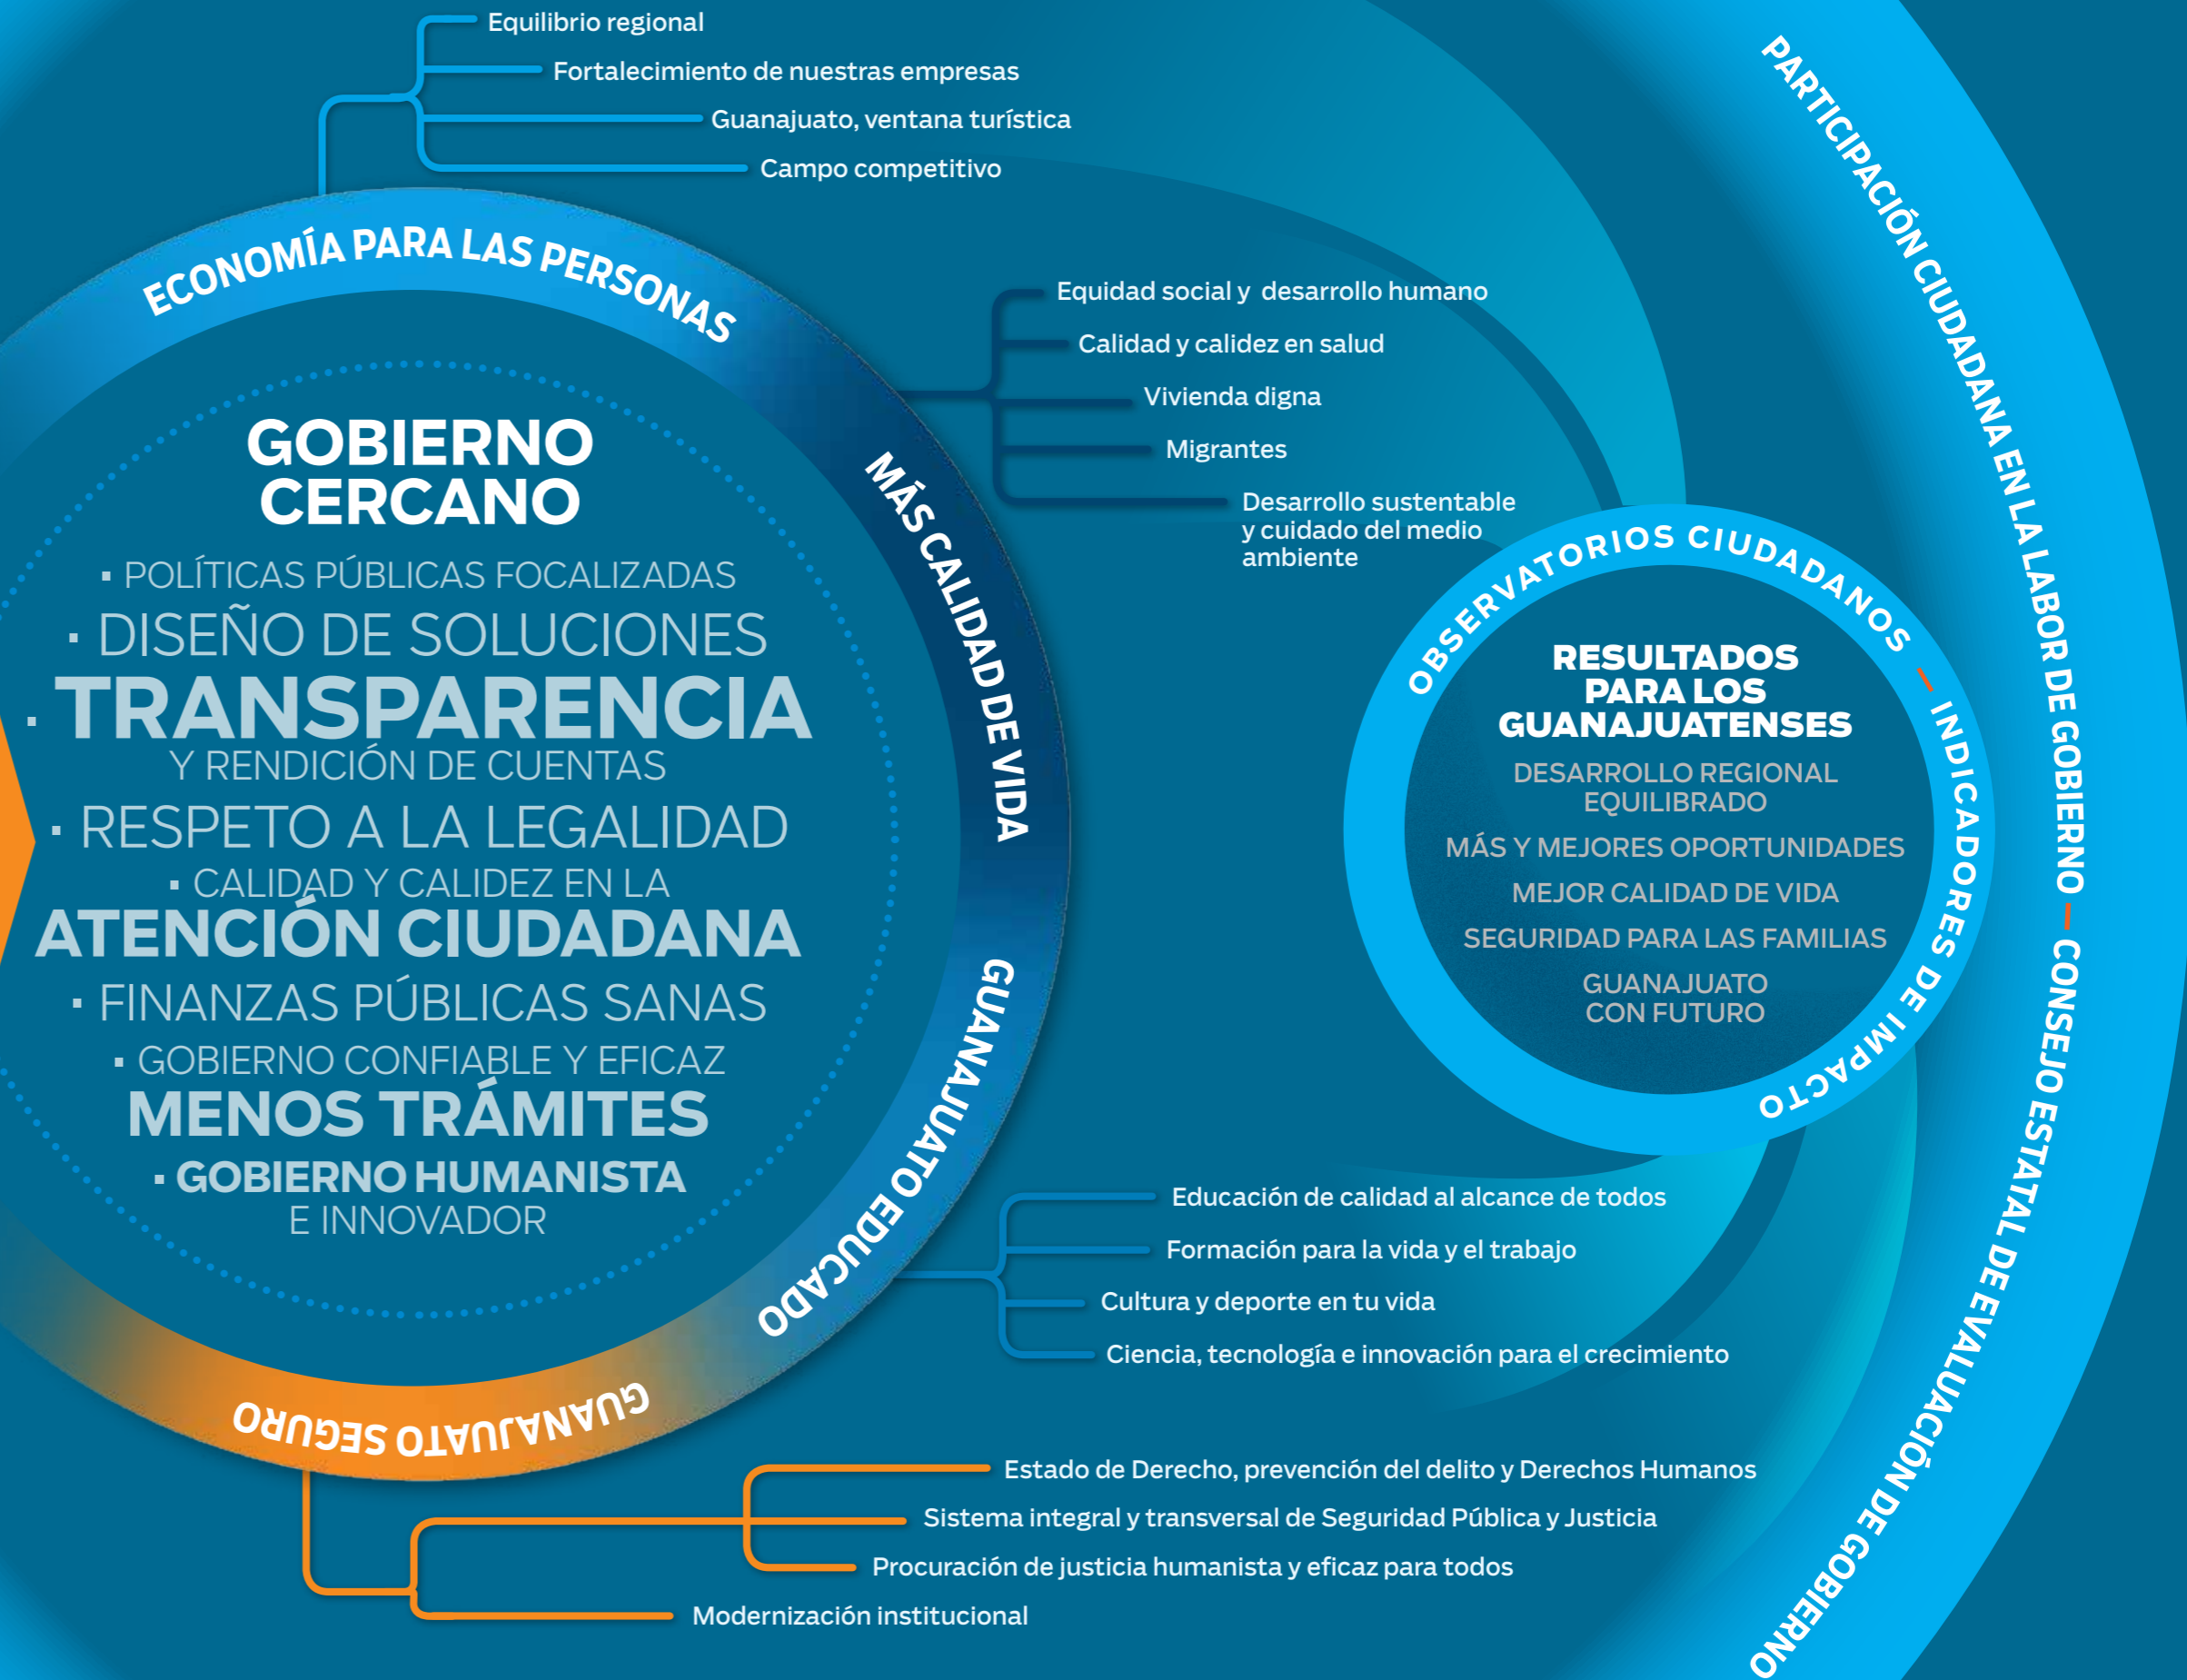 Equilibrio regional
Fortalecimiento de nuestras empresas
Guanajuato, ventana turística
Campo competitivo
ECONOMÍA PARA LAS PERSONAS
MÁS CALIDAD DE VIDA
GUANAJUATO EDUCADO
GUANAJUATO SEGURO
GOBIERNO
CERCANO
▪ POLÍTICAS PÚBLICAS FOCALIZADAS
▪ DISEÑO DE SOLUCIONES
▪ TRANSPARENCIA
Y RENDICIÓN DE CUENTAS
▪ RESPETO A LA LEGALIDAD
▪ CALIDAD Y CALIDEZ EN LA
ATENCIÓN CIUDADANA
▪ FINANZAS PÚBLICAS SANAS
▪ GOBIERNO CONFIABLE Y EFICAZ
MENOS TRÁMITES
▪ GOBIERNO HUMANISTA
E INNOVADOR
Equidad social y desarrollo humano
Calidad y calidez en salud
Vivienda digna
Migrantes
Desarrollo sustentable
y cuidado del medio
ambiente
OBSERVATORIOS CIUDADANOS — INDICADORES DE IMPACTO
RESULTADOS
PARA LOS
GUANAJUATENSES
DESARROLLO REGIONAL
EQUILIBRADO
MÁS Y MEJORES OPORTUNIDADES
MEJOR CALIDAD DE VIDA
SEGURIDAD PARA LAS FAMILIAS
GUANAJUATO
CON FUTURO
Educación de calidad al alcance de todos
Formación para la vida y el trabajo
Cultura y deporte en tu vida
Ciencia, tecnología e innovación para el crecimiento
Estado de Derecho, prevención del delito y Derechos Humanos
Sistema integral y transversal de Seguridad Pública y Justicia
Procuración de justicia humanista y eficaz para todos
Modernización institucional
PARTICIPACIÓN CIUDADANA EN LA LABOR DE GOBIERNO — CONSEJO ESTATAL DE EVALUACIÓN DE GOBIERNO